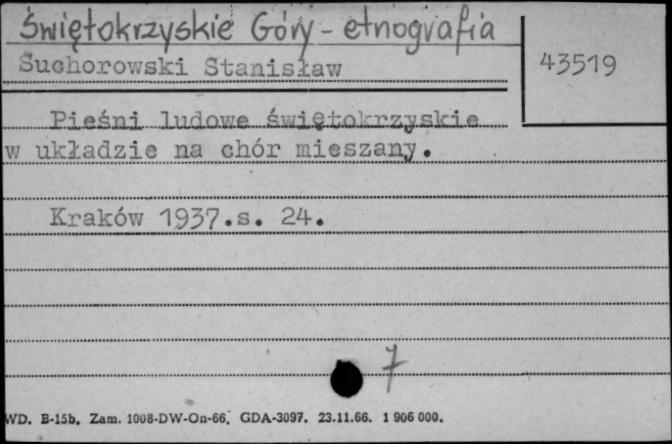 Świętokrzyskie Góry - etnografia
Suchorowski Stanisław
43519
Pieśni ludowe świętokrzyskie
w układzie na chór mieszany.
Kraków 1937.s. 24.
7
WD. B-15b. Zam. 1008-DW-On-66. GDA-3097. 23.11.66. 1 906 000.